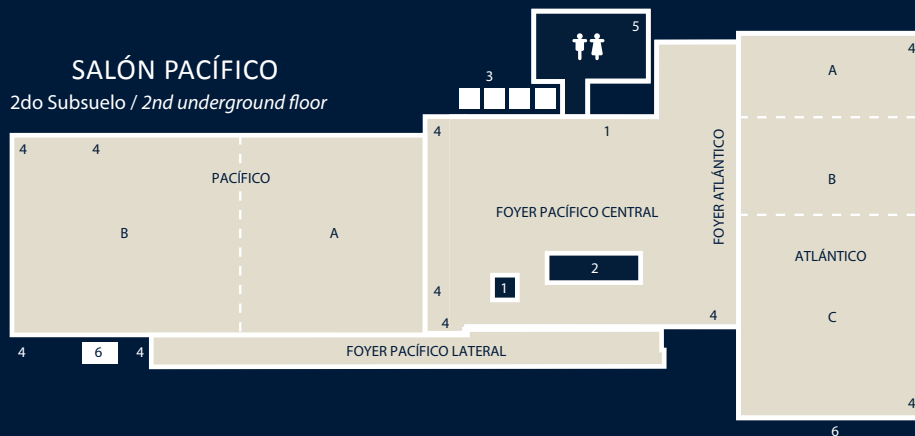 SALÓN PACÍFICO
2do Subsuelo / 2nd underground floor
5
3
4
A
4
4
4
1
PACÍFICO
FOYER ATLÁNTICO
B
FOYER PACÍFICO CENTRAL
B
A
ATLÁNTICO
2
1
4
4
4
C
4
6
4
FOYER PACÍFICO LATERAL
4
6